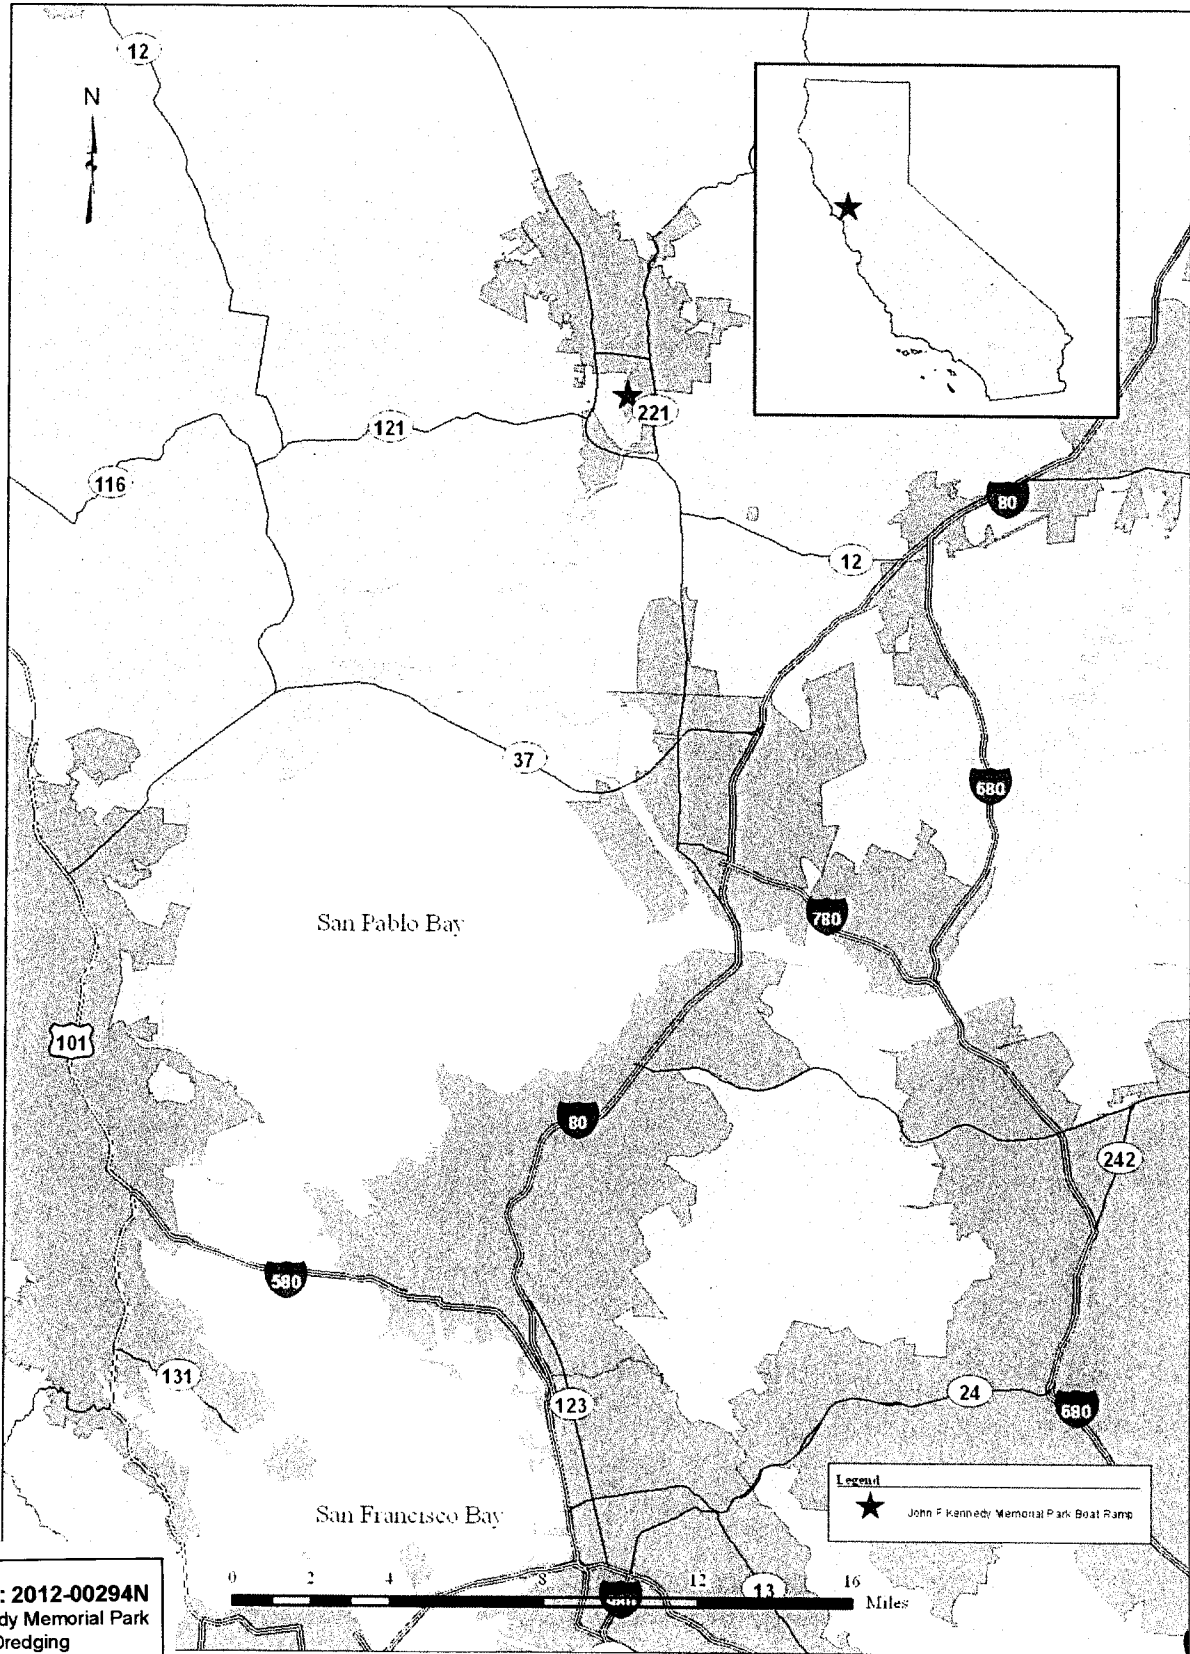 12
N
221
121
116
80
12
37
680
San Pablo Bay
780
101
80
242
580
131
24
123
680
Legend
John F Kennedy Memorial Park Boat Ramp
San Francisco Bay
: 2012-00294N
dy Memorial Park
Dredging
0 2 4 8 12 16
Miles
13